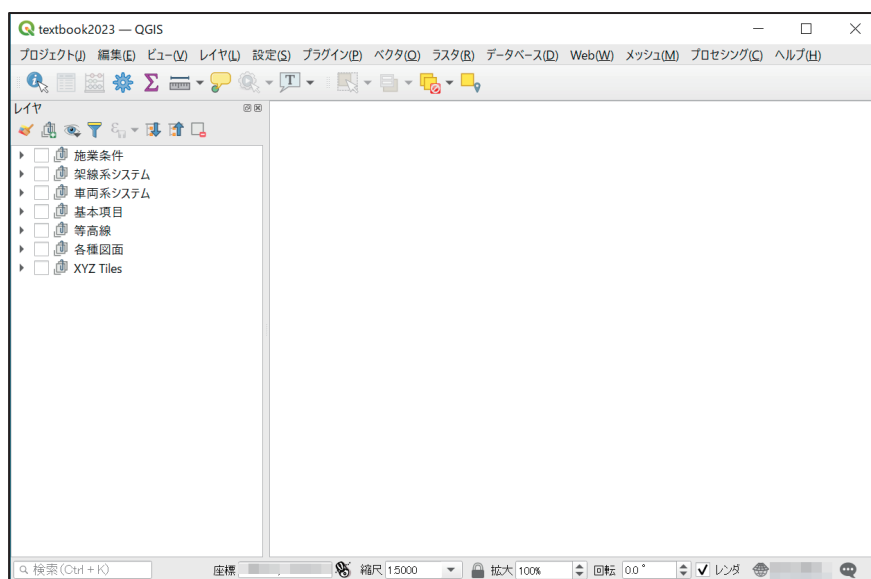 textbook2023 — QGIS
プロジェクト(J) 編集(E) ビュー(V) レイヤ(L) 設定(S) プラグイン(P) ベクタ(O) ラスタ(R) データベース(D) Web(W) メッシュ(M) プロセシング(C) ヘルプ(H)
レイヤ
施業条件
架線系システム
車両系システム
基本項目
等高線
各種図面
XYZ Tiles
検索(Ctrl + K) 座標 縮尺 1:5000 拡大 100% 回転 0.0 ° レンダ